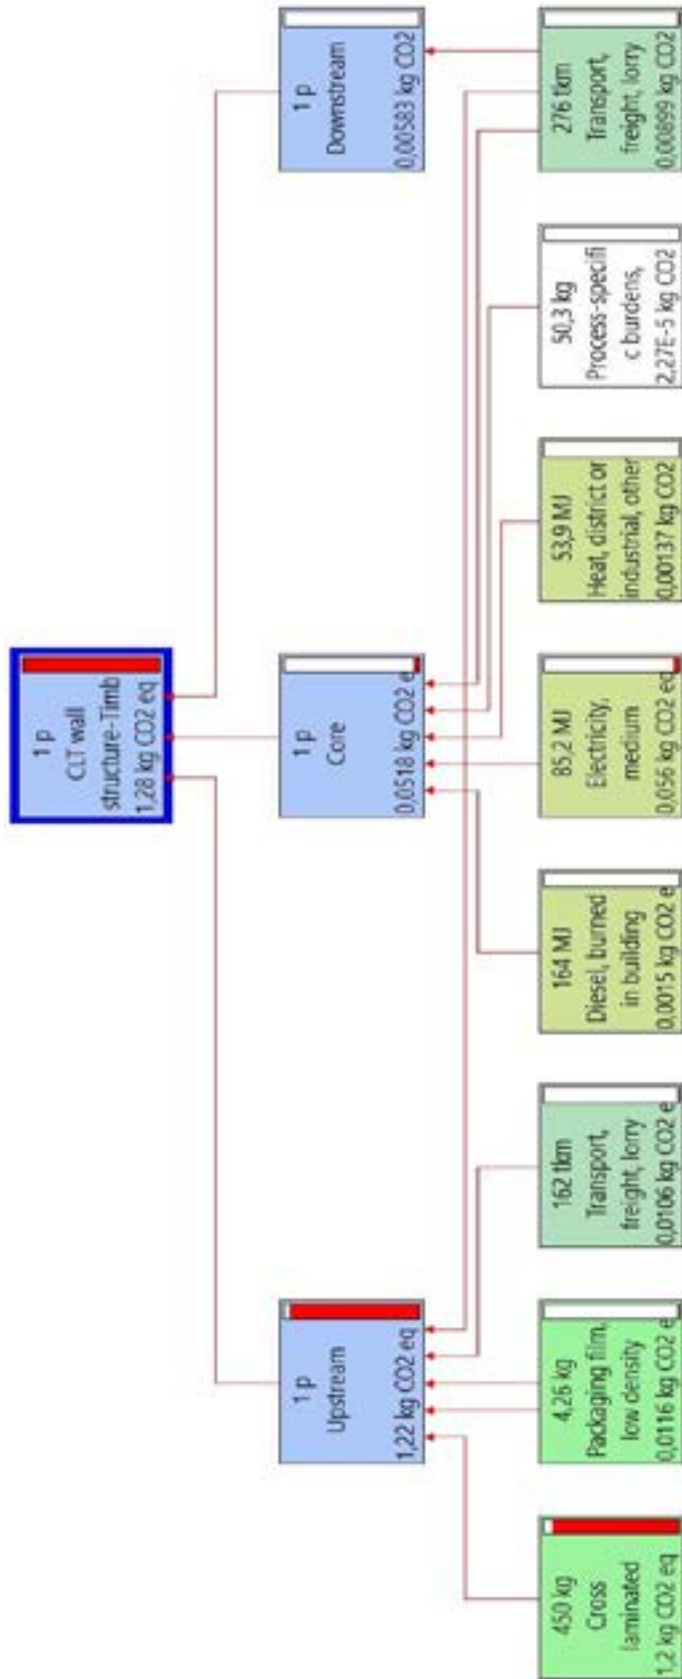 1 p
CLT wall
structure-Timb
1,28 kg CO2 eq
1 p
Upstream
1,22 kg CO2 eq
1 p
Core
0,0518 kg CO2 e
1 p
Downstream
0,00583 kg CO2
450 kg
Cross
laminated
1,2 kg CO2 eq
4,26 kg
Packaging film,
low density
0,0116 kg CO2 e
162 tkm
Transport,
freight, lorry
0,0106 kg CO2 e
164 MJ
Diesel, burned
in building
0,0015 kg CO2 e
85,2 MJ
Electricity,
medium
0,056 kg CO2 eq
53,9 MJ
Heat, district or
industrial, other
0,00137 kg CO2
50,3 kg
Process-specifi
c burdens,
2,27E-5 kg CO2
276 tkm
Transport,
freight, lorry
0,00899 kg CO2